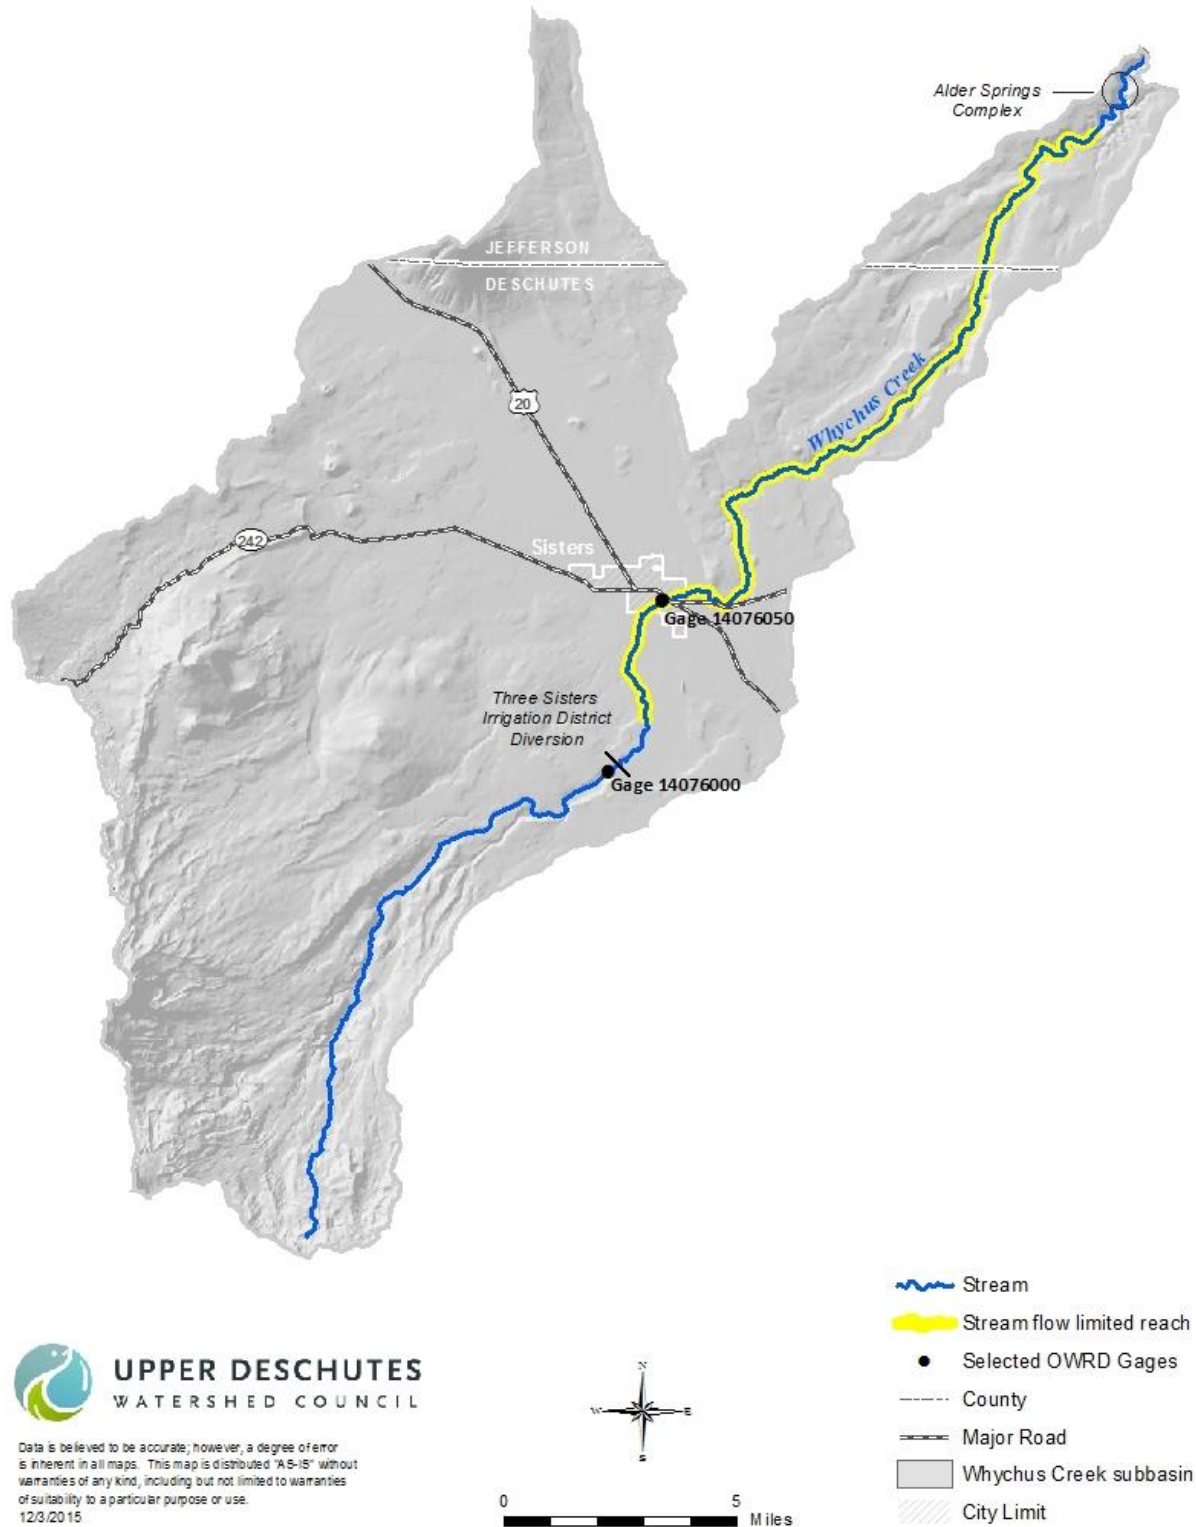 Alder Springs
Complex
JEFFERSON
DESCHUTES
20
Whychus Creek
242
Sisters
Gage 14076050
Three Sisters
Irrigation District
Diversion
Gage 14076000
Stream
Stream flow limited reach
Selected OWRD Gages
County
Major Road
Whychus Creek subbasin
City Limit
UPPER DESCHUTES
WATERSHED COUNCIL
N
W
E
S
Data is believed to be accurate; however, a degree of error
is inherent in all maps. This map is distributed "AS-IS" without
warranties of any kind, including but not limited to warranties
of suitability to a particular purpose or use.
12/3/2015
0 5
Miles